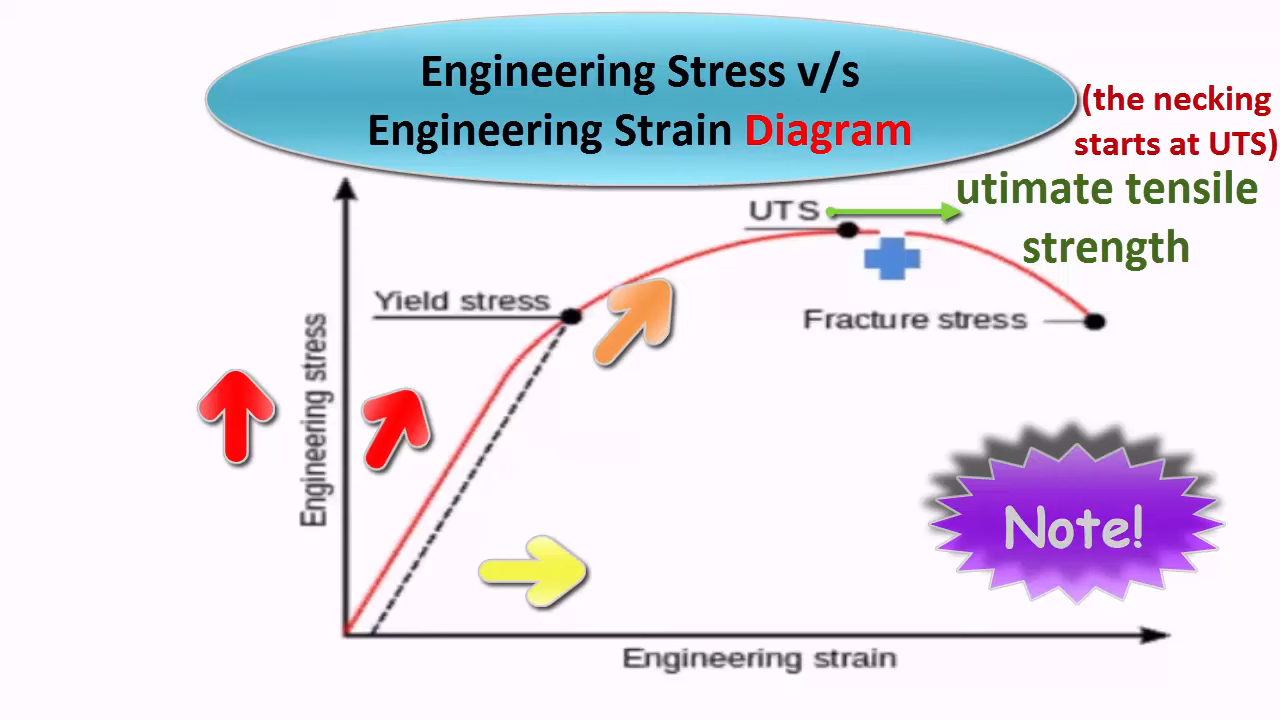 Engineering Stress v/s
Engineering Strain Diagram
(the necking
starts at UTS)
utimate tensile
strength
UTS
Yield stress
Fracture stress
Engineering stress
Note!
Engineering strain